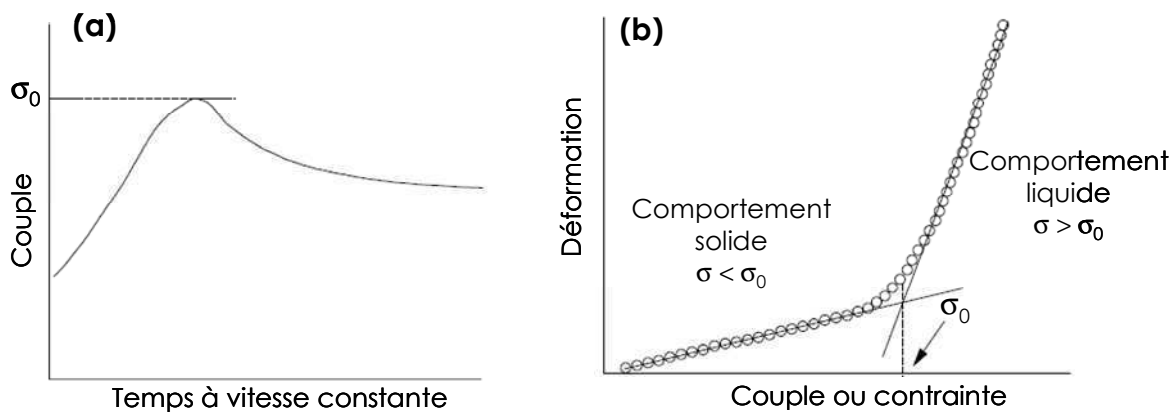 (a)
σ0
Couple
Temps à vitesse constante
(b)
Déformation
Comportement
solide
σ < σ0
Comportement
liquide
σ > σ0
σ0
Couple ou contrainte